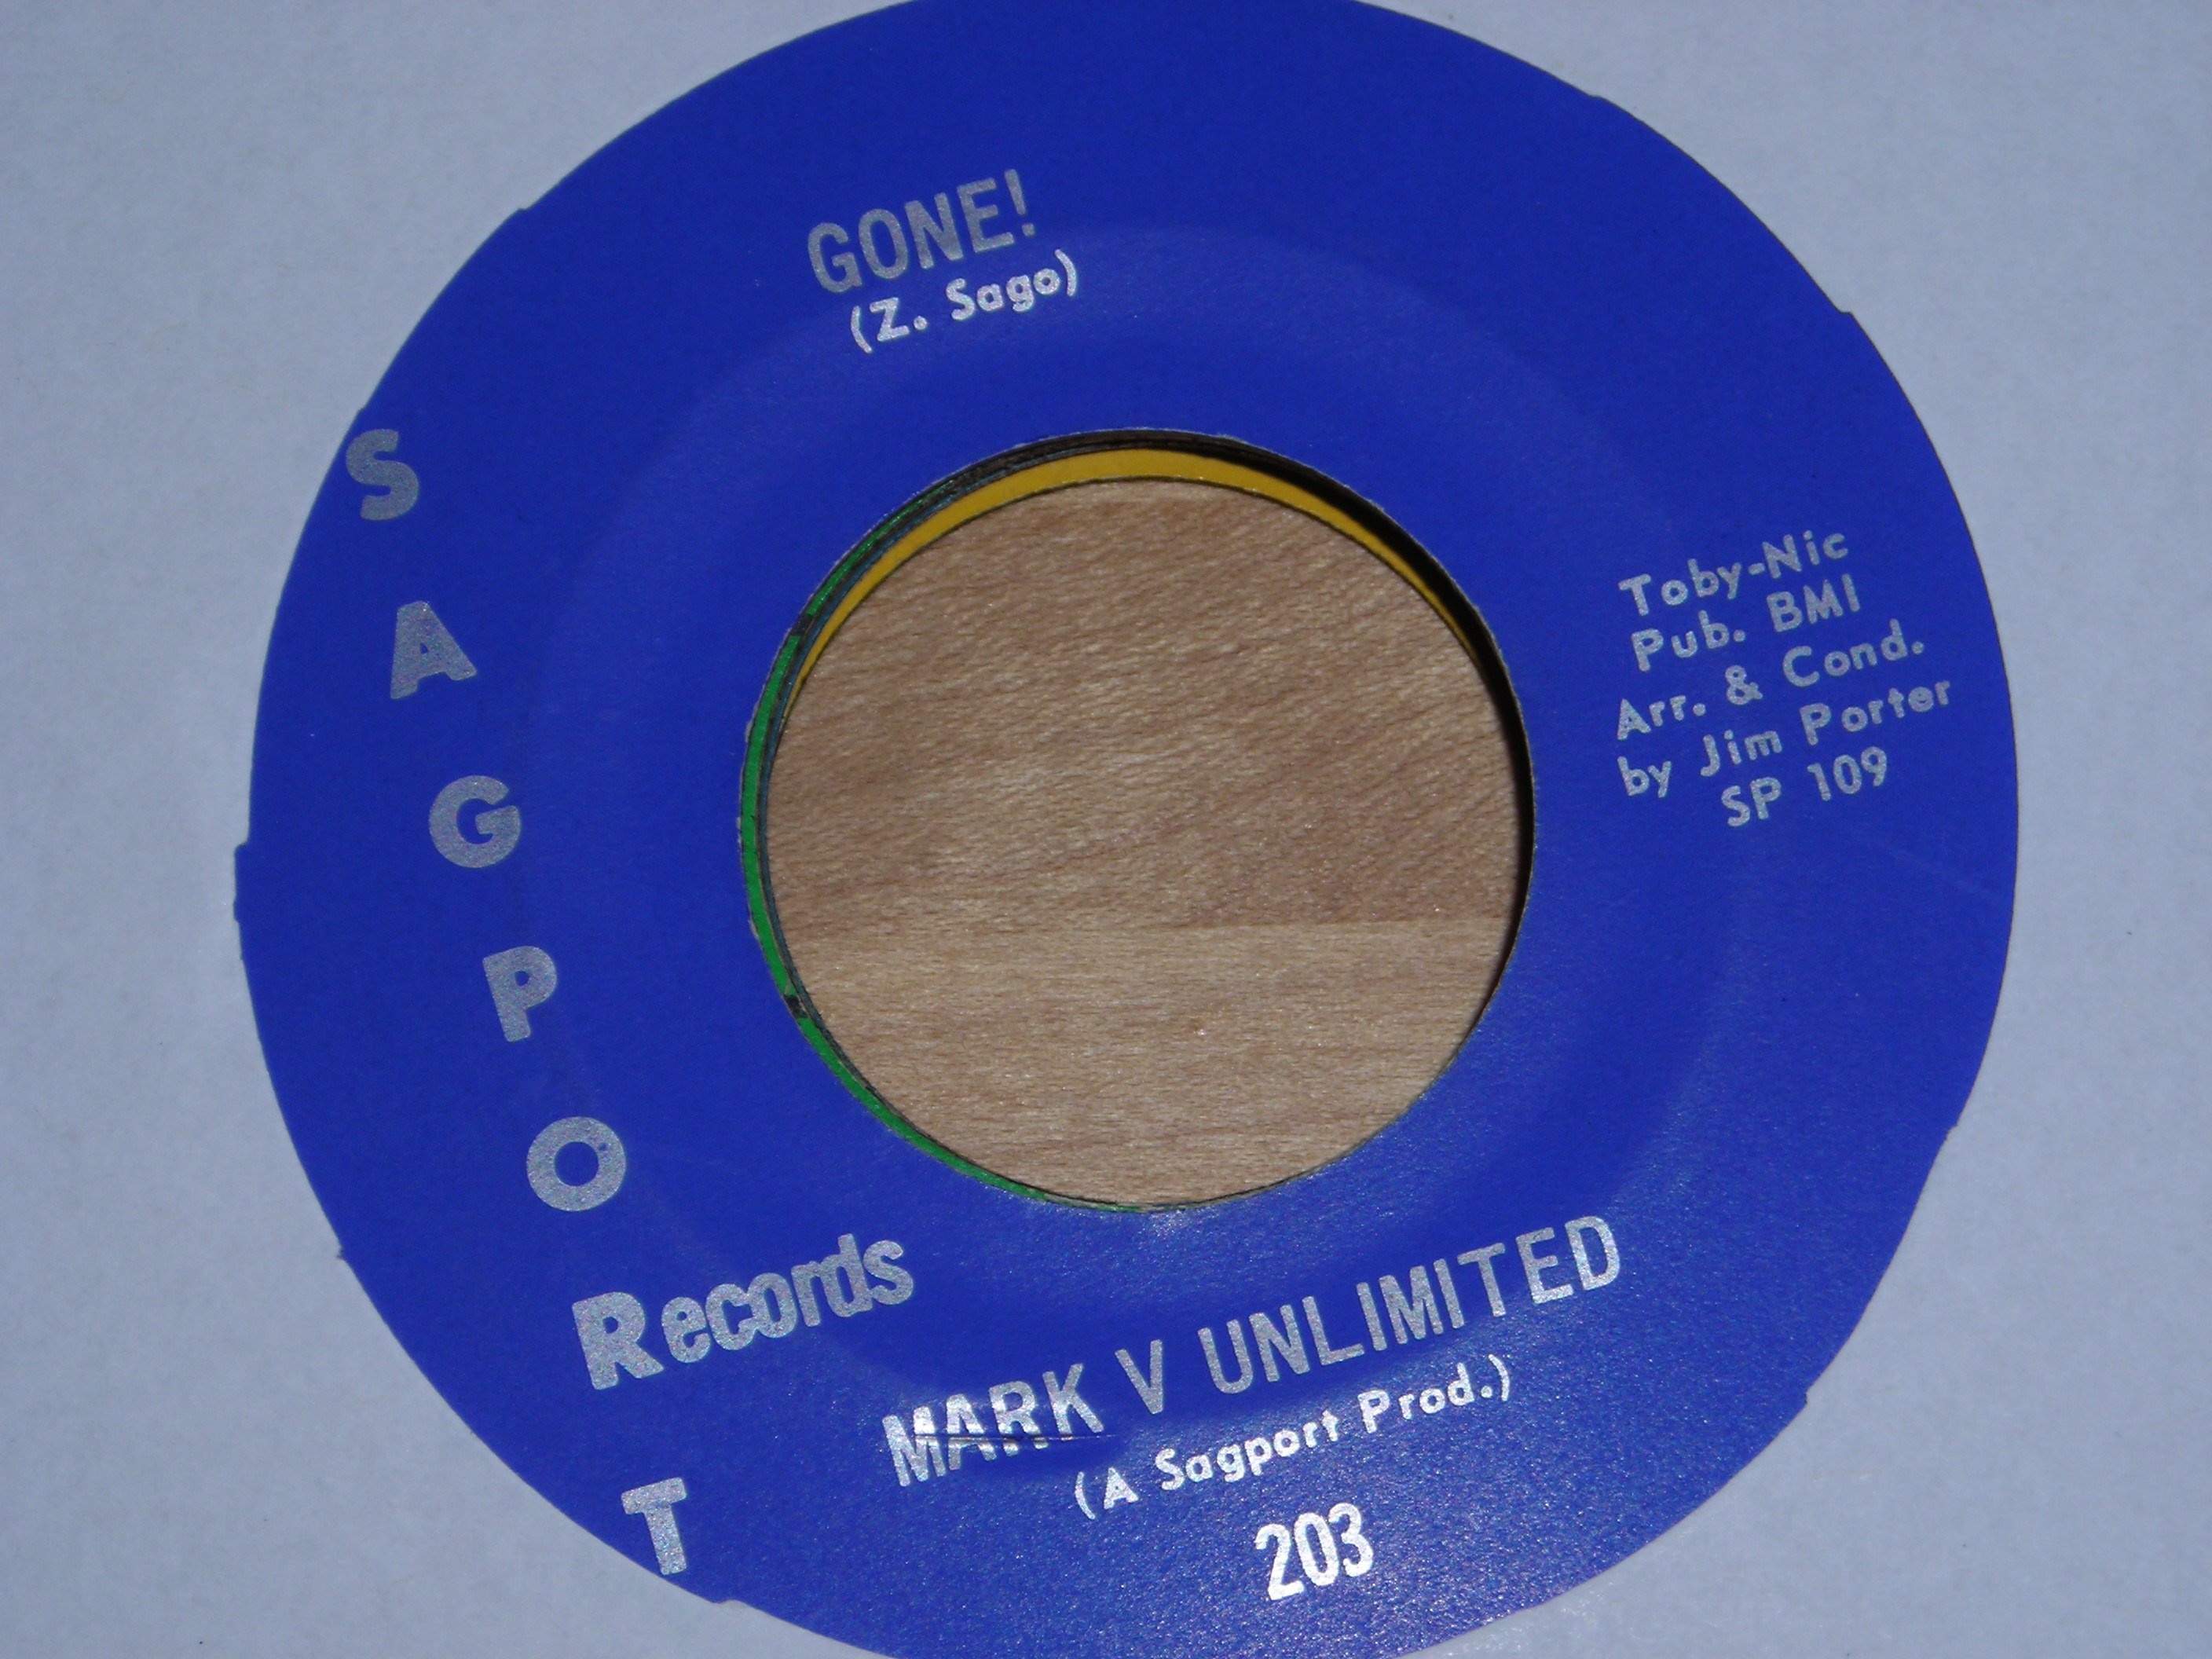 GONE!
(Z. Sago)
SAGPORT
Records
Toby-Nic
Pub. BMI
Arr. & Cond.
by Jim Porter
SP 109
MARK V UNLIMITED
(A Sagport Prod.)
203